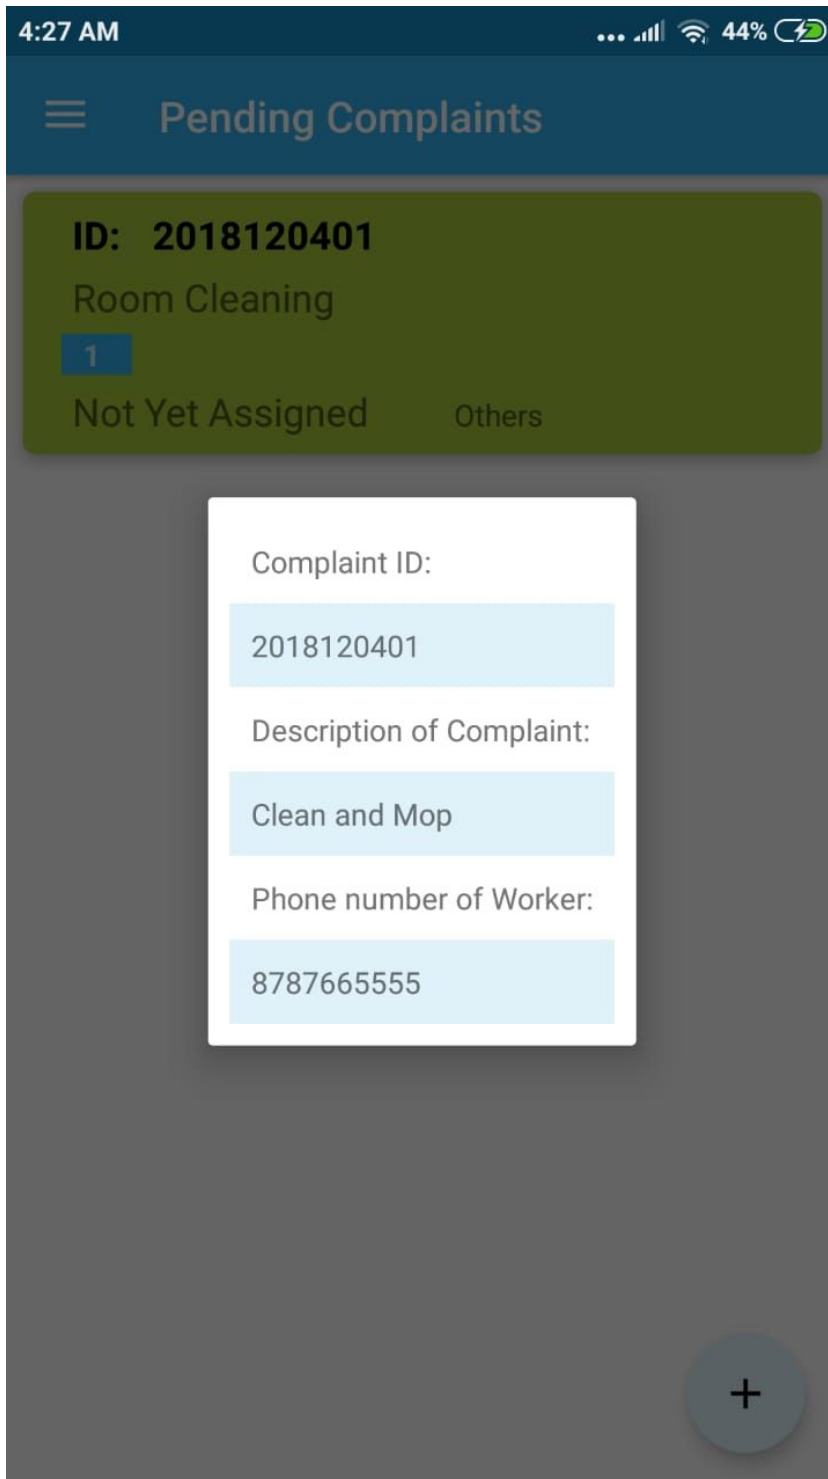 4:27 AM 44%
Pending Complaints
ID: 2018120401
Room Cleaning
1
Not Yet Assigned Others
Complaint ID:
2018120401
Description of Complaint:
Clean and Mop
Phone number of Worker:
8787665555
+